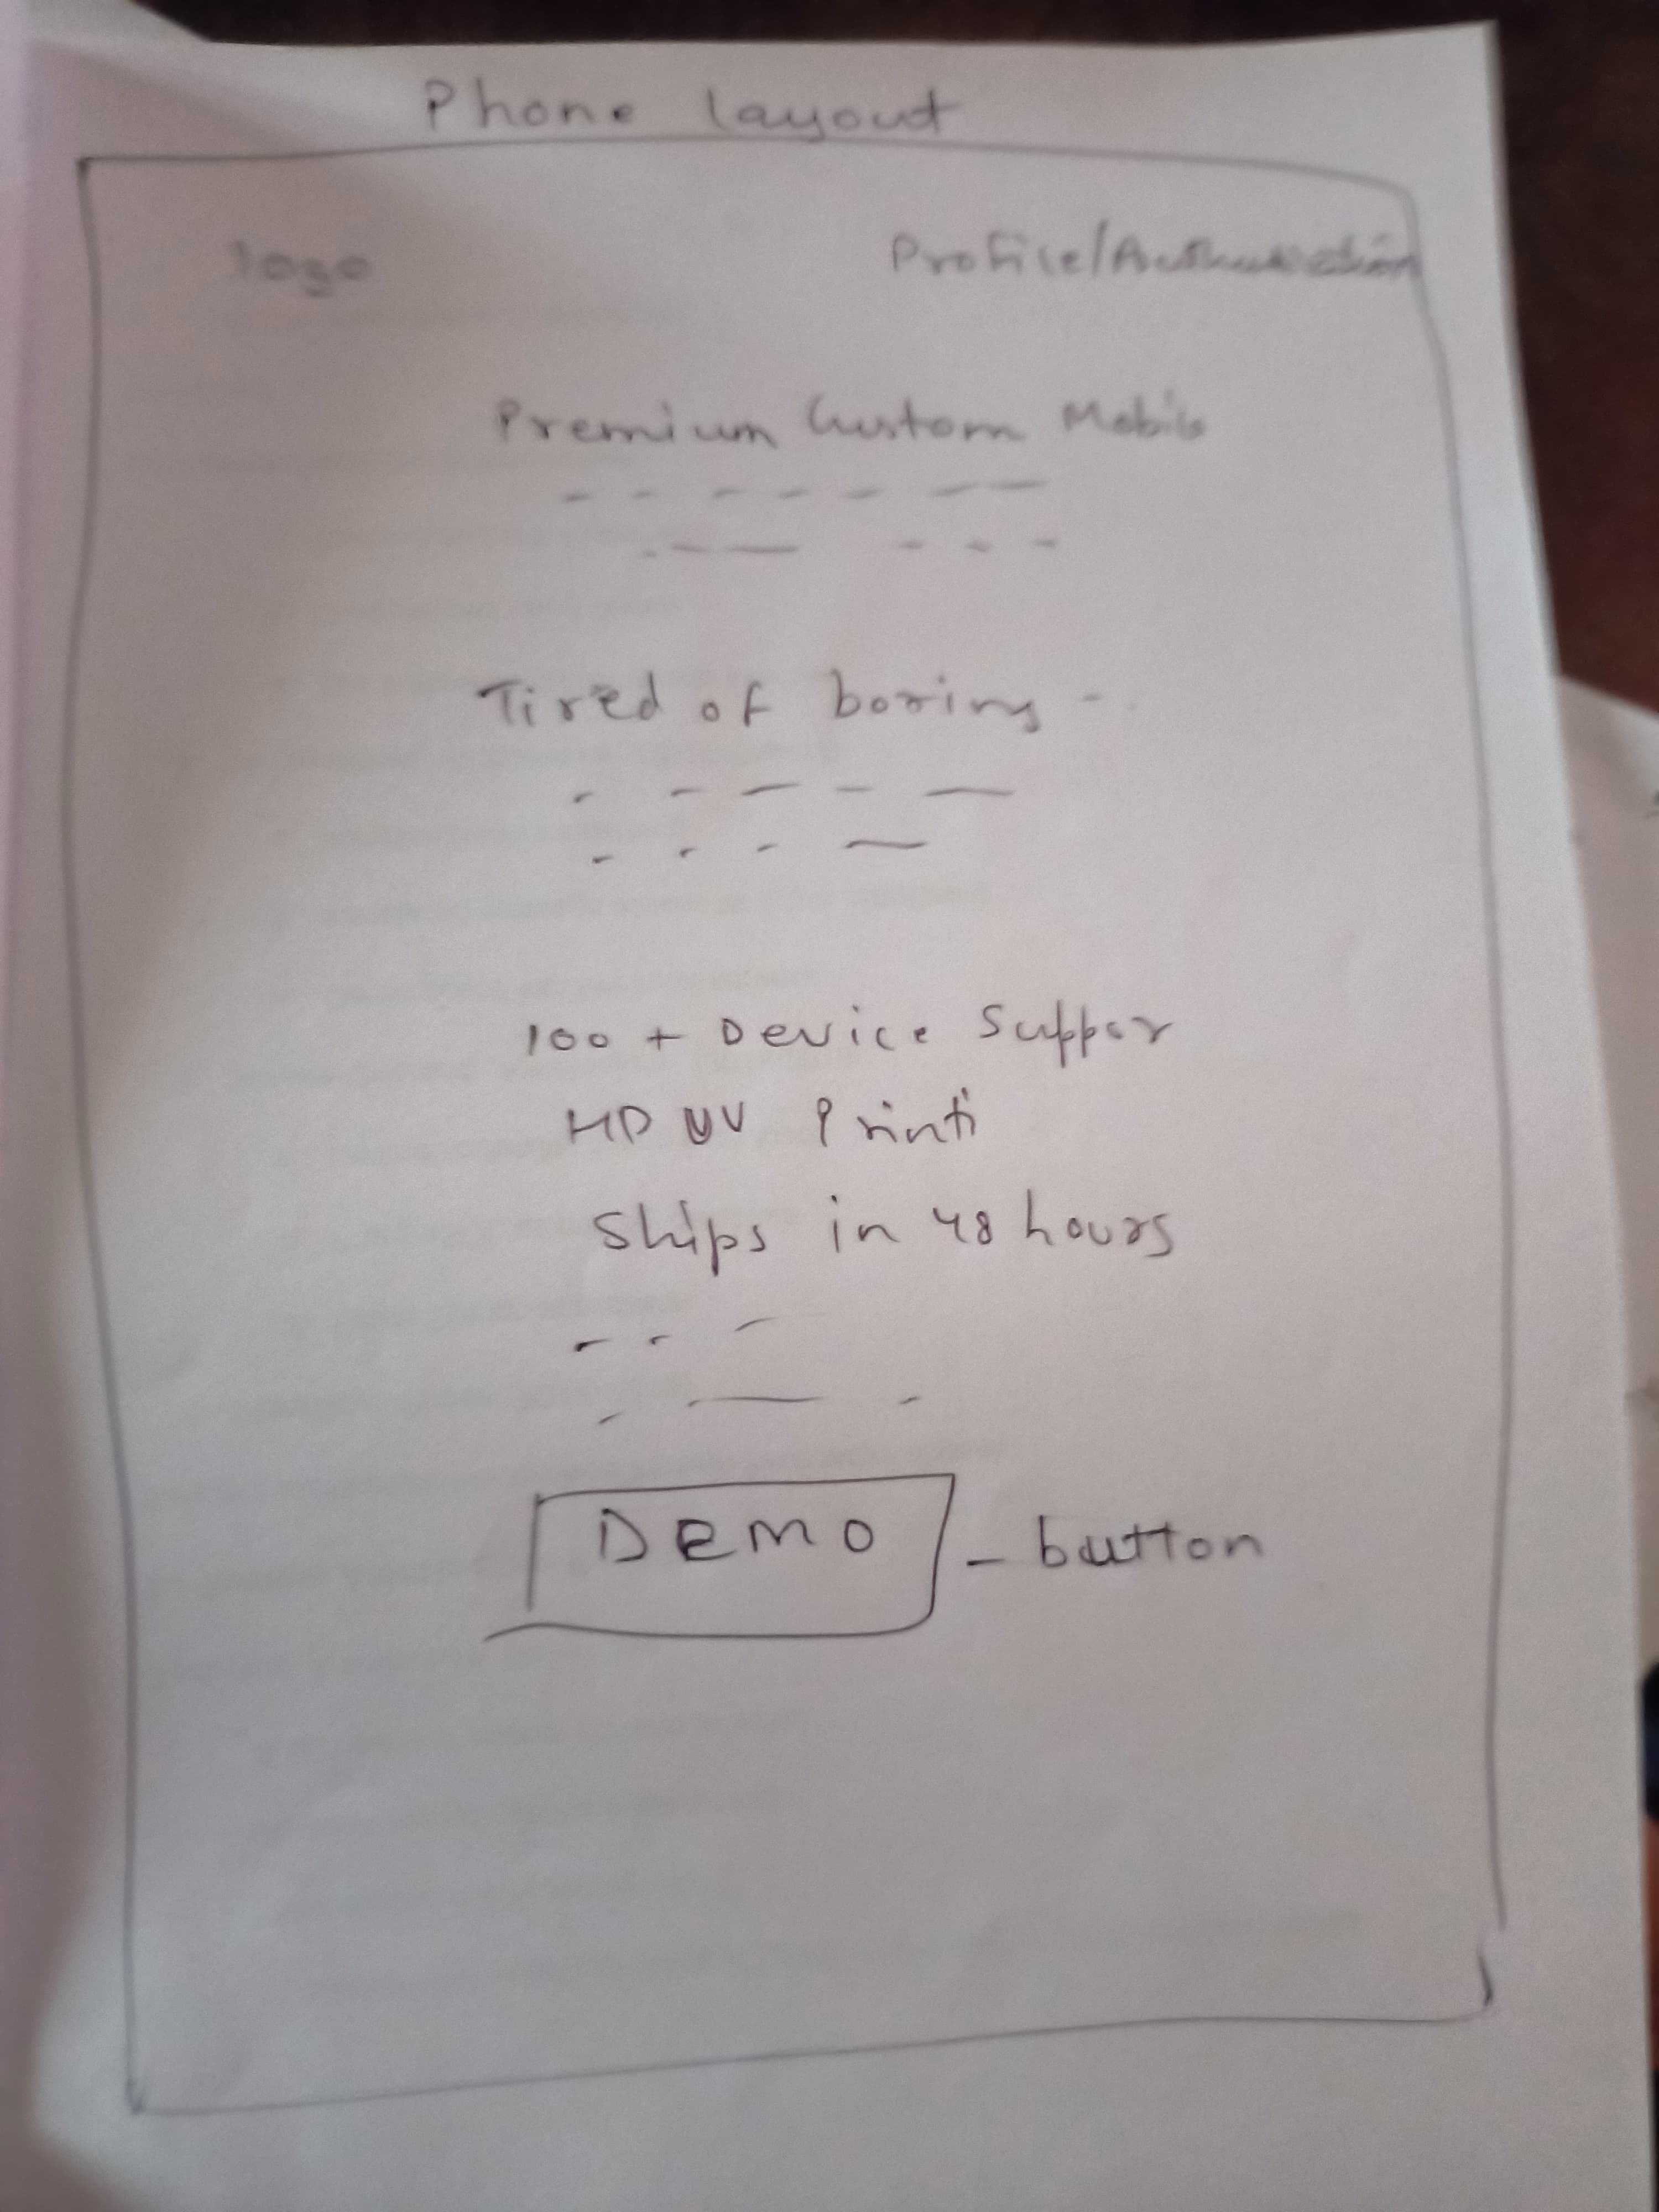 Phone layout
logo Profile/Authentication
Premium Custom Mobile
Tired of boring -
100 + Device Suppor
HD UV Printi
Ships in 48 hours
DEMO - button